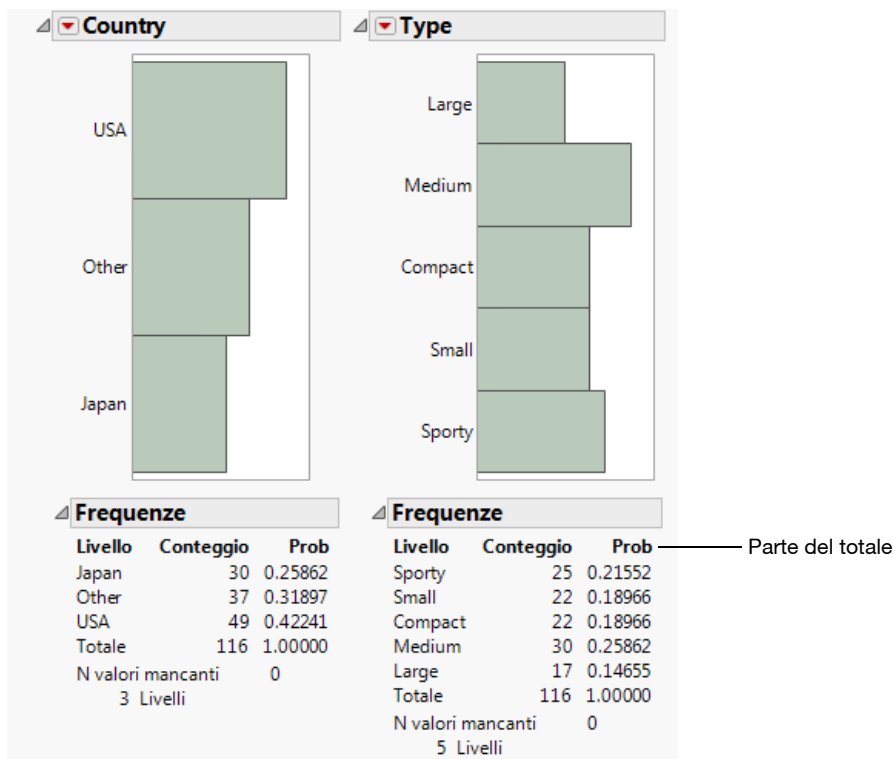 Country
USA
Other
Japan
Frequenze
Livello Conteggio Prob
Japan 30 0.25862
Other 37 0.31897
USA 49 0.42241
Totale 116 1.00000
N valori mancanti 0
3 Livelli
Type
Large
Medium
Compact
Small
Sporty
Frequenze
Livello Conteggio Prob
Sporty 25 0.21552
Small 22 0.18966
Compact 22 0.18966
Medium 30 0.25862
Large 17 0.14655
Totale 116 1.00000
N valori mancanti 0
5 Livelli
Parte del totale